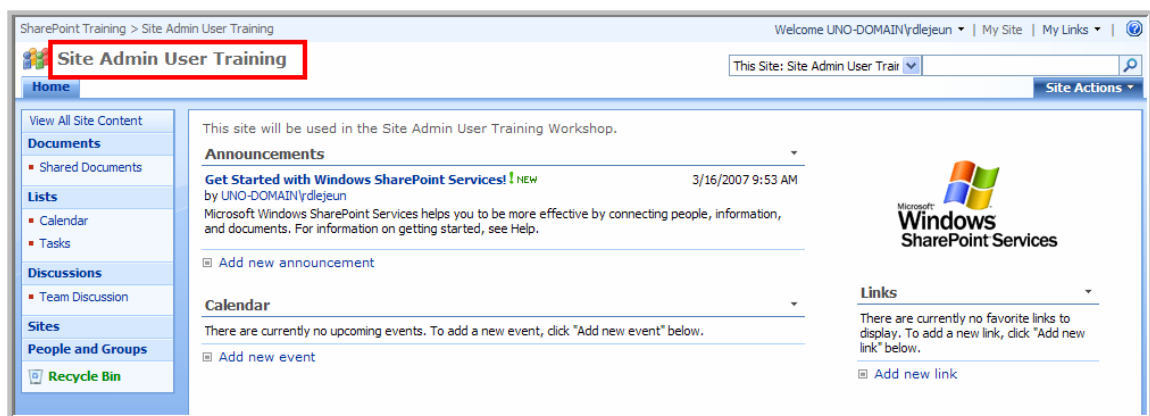 SharePoint Training > Site Admin User Training
Welcome UNO-DOMAIN\rdlejeun | My Site | My Links |
Site Admin User Training
This Site: Site Admin User Trair
Home
Site Actions
View All Site Content
Documents
Shared Documents
Lists
Calendar
Tasks
Discussions
Team Discussion
Sites
People and Groups
Recycle Bin
This site will be used in the Site Admin User Training Workshop.
Announcements
Get Started with Windows SharePoint Services! ! NEW 3/16/2007 9:53 AM
by UNO-DOMAIN\rdlejeun
Microsoft Windows SharePoint Services helps you to be more effective by connecting people, information,
and documents. For information on getting started, see Help.
Add new announcement
Calendar
There are currently no upcoming events. To add a new event, click "Add new event" below.
Add new event
Microsoft
Windows
SharePoint Services
Links
There are currently no favorite links to
display. To add a new link, click "Add new
link" below.
Add new link